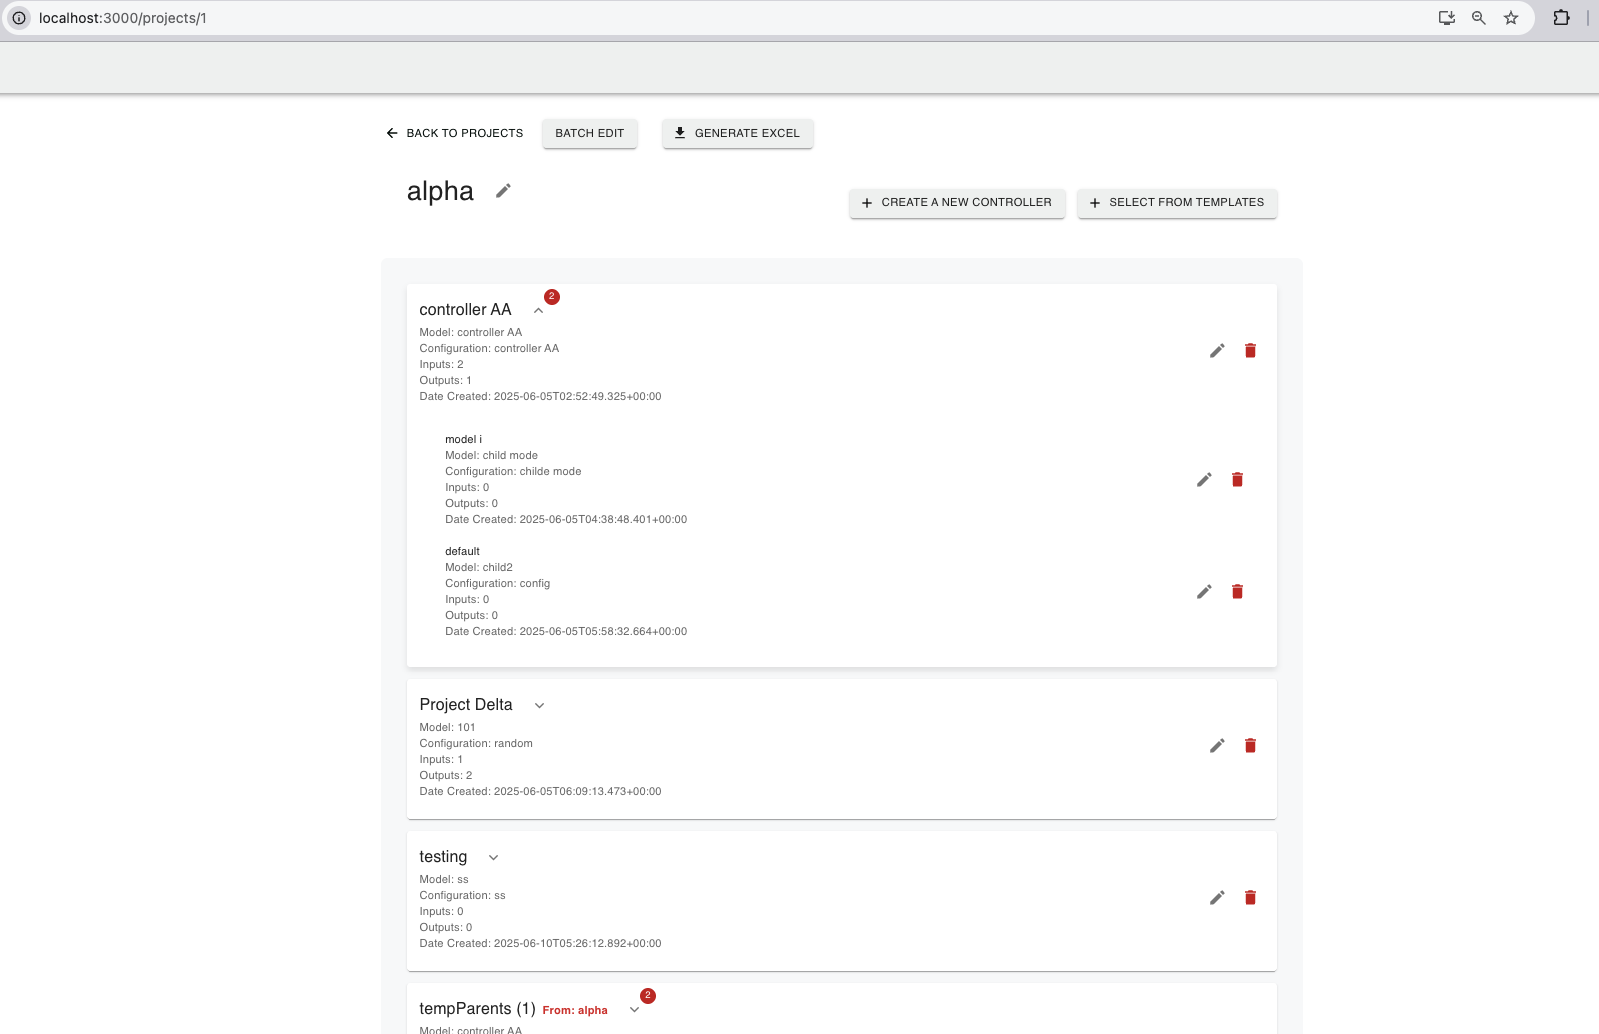 localhost:3000/projects/1
BACK TO PROJECTS
BATCH EDIT
GENERATE EXCEL
alpha
CREATE A NEW CONTROLLER
SELECT FROM TEMPLATES
controller AA
2
Model: controller AA
Configuration: controller AA
Inputs: 2
Outputs: 1
Date Created: 2025-06-05T02:52:49.325+00:00
model i
Model: child mode
Configuration: childe mode
Inputs: 0
Outputs: 0
Date Created: 2025-06-05T04:38:48.401+00:00
default
Model: child2
Configuration: config
Inputs: 0
Outputs: 0
Date Created: 2025-06-05T05:58:32.664+00:00
Project Delta
Model: 101
Configuration: random
Inputs: 1
Outputs: 2
Date Created: 2025-06-05T06:09:13.473+00:00
testing
Model: ss
Configuration: ss
Inputs: 0
Outputs: 0
Date Created: 2025-06-10T05:26:12.892+00:00
tempParents (1) From: alpha
2
Model: controller AA